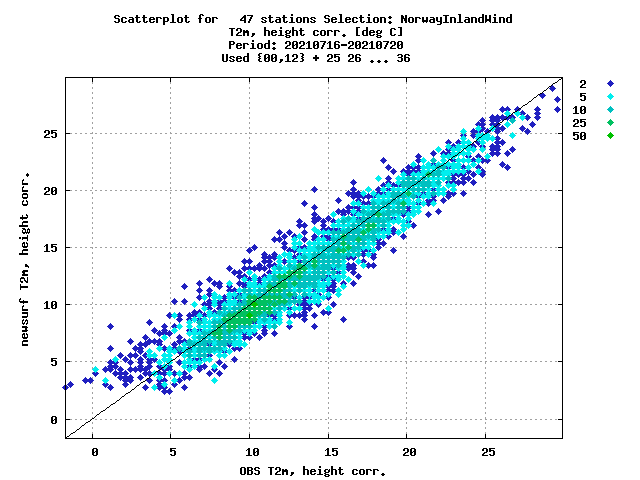 Scatterplot for   47 stations Selection: NorwayInlandWind
T2m, height corr. [deg C]
Period: 20210716-20210720
Used {00,12} + 25 26 ... 36
2
5
10
25
50
newsurf T2m, height corr.
25
20
15
10
5
0
0 5 10 15 20 25
OBS T2m, height corr.